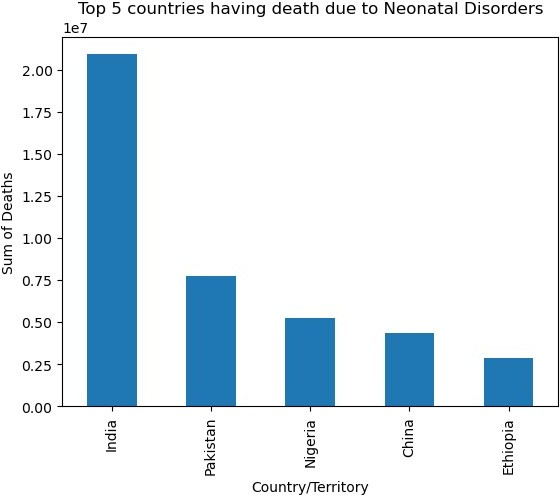 Top 5 countries having death due to Neonatal Disorders
1e7
2.00
1.75
1.50
1.25
1.00
0.75
0.50
0.25
0.00
Sum of Deaths
India
Pakistan
Nigeria
China
Ethiopia
Country/Territory